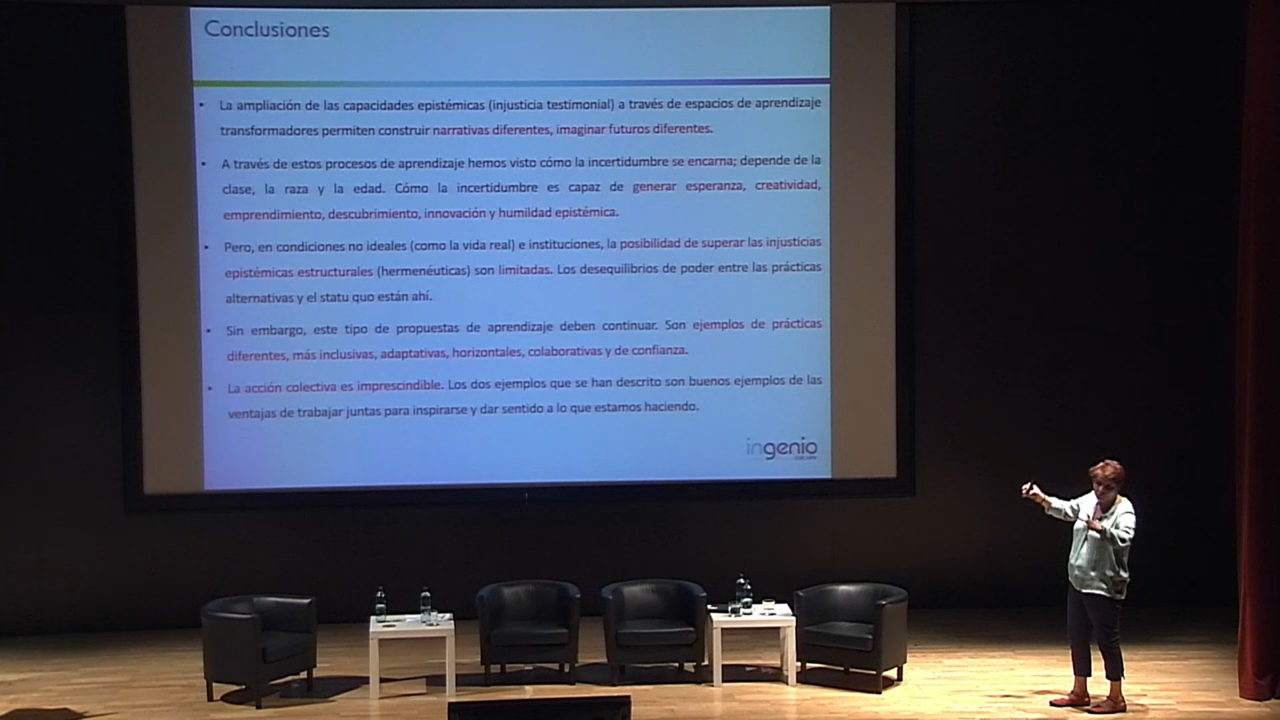 Conclusiones
• La ampliación de las capacidades epistémicas (injusticia testimonial) a través de espacios de aprendizaje
transformadores permiten construir narrativas diferentes, imaginar futuros diferentes.
• A través de estos procesos de aprendizaje hemos visto cómo la incertidumbre se encarna; depende de la
clase, la raza y la edad. Cómo la incertidumbre es capaz de generar esperanza, creatividad,
emprendimiento, descubrimiento, innovación y humildad epistémica.
• Pero, en condiciones no ideales (como la vida real) e instituciones, la posibilidad de superar las injusticias
epistémicas estructurales (hermenéuticas) son limitadas. Los desequilibrios de poder entre las prácticas
alternativas y el statu quo están ahí.
• Sin embargo, este tipo de propuestas de aprendizaje deben continuar. Son ejemplos de prácticas
diferentes, más inclusivas, adaptativas, horizontales, colaborativas y de confianza.
• La acción colectiva es imprescindible. Los dos ejemplos que se han descrito son buenos ejemplos de las
ventajas de trabajar juntas para inspirarse y dar sentido a lo que estamos haciendo.
ingenio